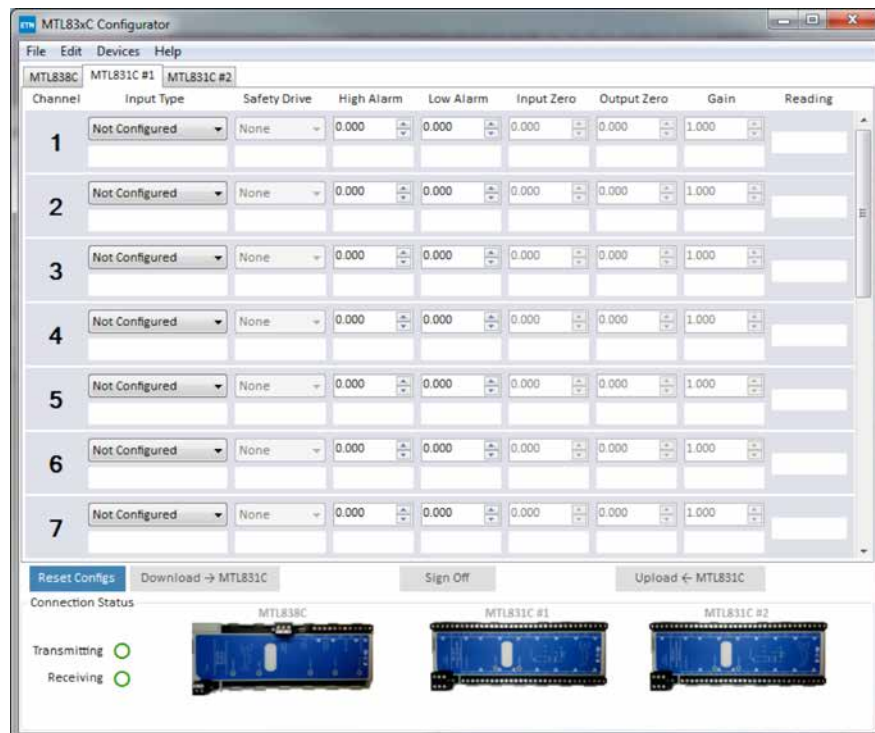 ETN MTL83xC Configurator
File Edit Devices Help
MTL838C MTL831C #1 MTL831C #2
Channel Input Type Safety Drive High Alarm Low Alarm Input Zero Output Zero Gain Reading
1 Not Configured None 0.000 0.000 0.000 0.000 1.000
2 Not Configured None 0.000 0.000 0.000 0.000 1.000
3 Not Configured None 0.000 0.000 0.000 0.000 1.000
4 Not Configured None 0.000 0.000 0.000 0.000 1.000
5 Not Configured None 0.000 0.000 0.000 0.000 1.000
6 Not Configured None 0.000 0.000 0.000 0.000 1.000
7 Not Configured None 0.000 0.000 0.000 0.000 1.000
Reset Configs Download → MTL831C Sign Off Upload ← MTL831C
Connection Status
MTL838C MTL831C #1 MTL831C #2
Transmitting
Receiving